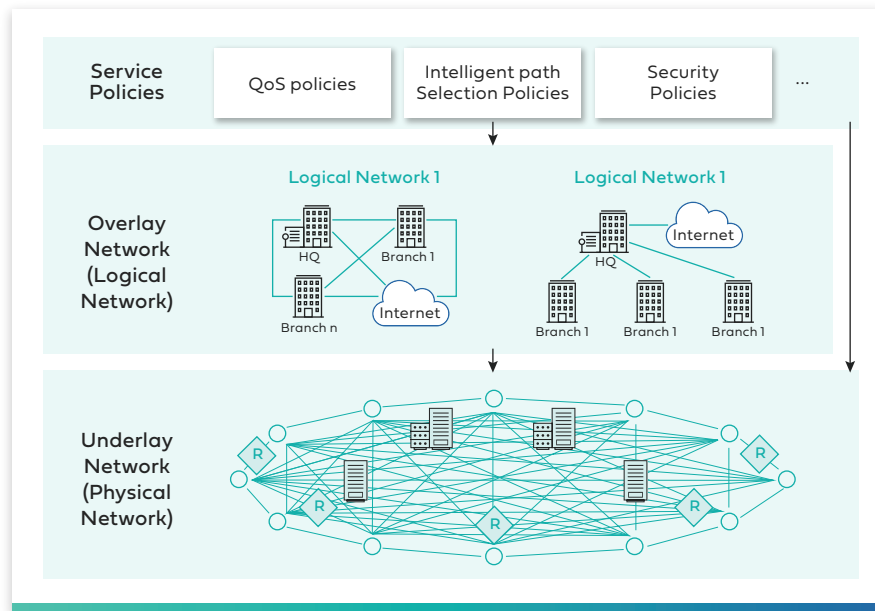 Service
Policies
QoS policies
Intelligent path
Selection Policies
Security
Policies
...
Overlay
Network
(Logical
Network)
Logical Network 1
HQ
Branch 1
Branch n
Internet
Logical Network 1
Internet
HQ
Branch 1
Branch 1
Branch 1
Underlay
Network
(Physical
Network)
R
R
R
R
R